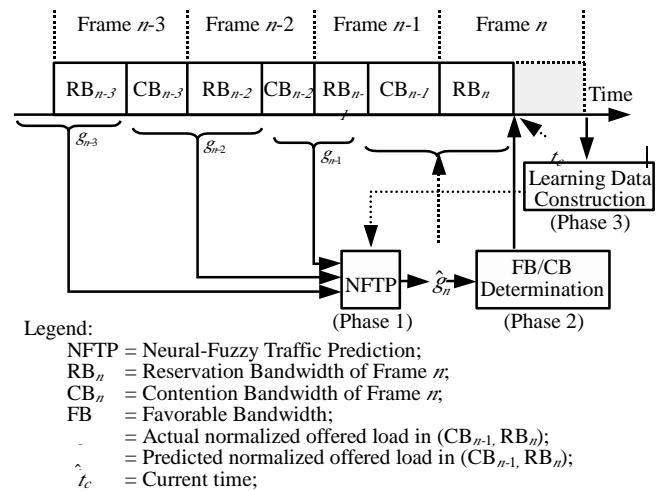 Frame n-3 Frame n-2 Frame n-1 Frame n
RBn-3 CBn-3 RBn-2 CBn-2 RBn-1 CBn-1 RBn Time
gn-3 gn-2 gn-1 tc
Learning Data
Construction
(Phase 3)
NFTP ĝn FB/CB
Determination
(Phase 1) (Phase 2)
Legend:
NFTP = Neural-Fuzzy Traffic Prediction;
RBn = Reservation Bandwidth of Frame n;
CBn = Contention Bandwidth of Frame n;
FB = Favorable Bandwidth;
= Actual normalized offered load in (CBn-1, RBn);
= Predicted normalized offered load in (CBn-1, RBn);
t̂c = Current time;